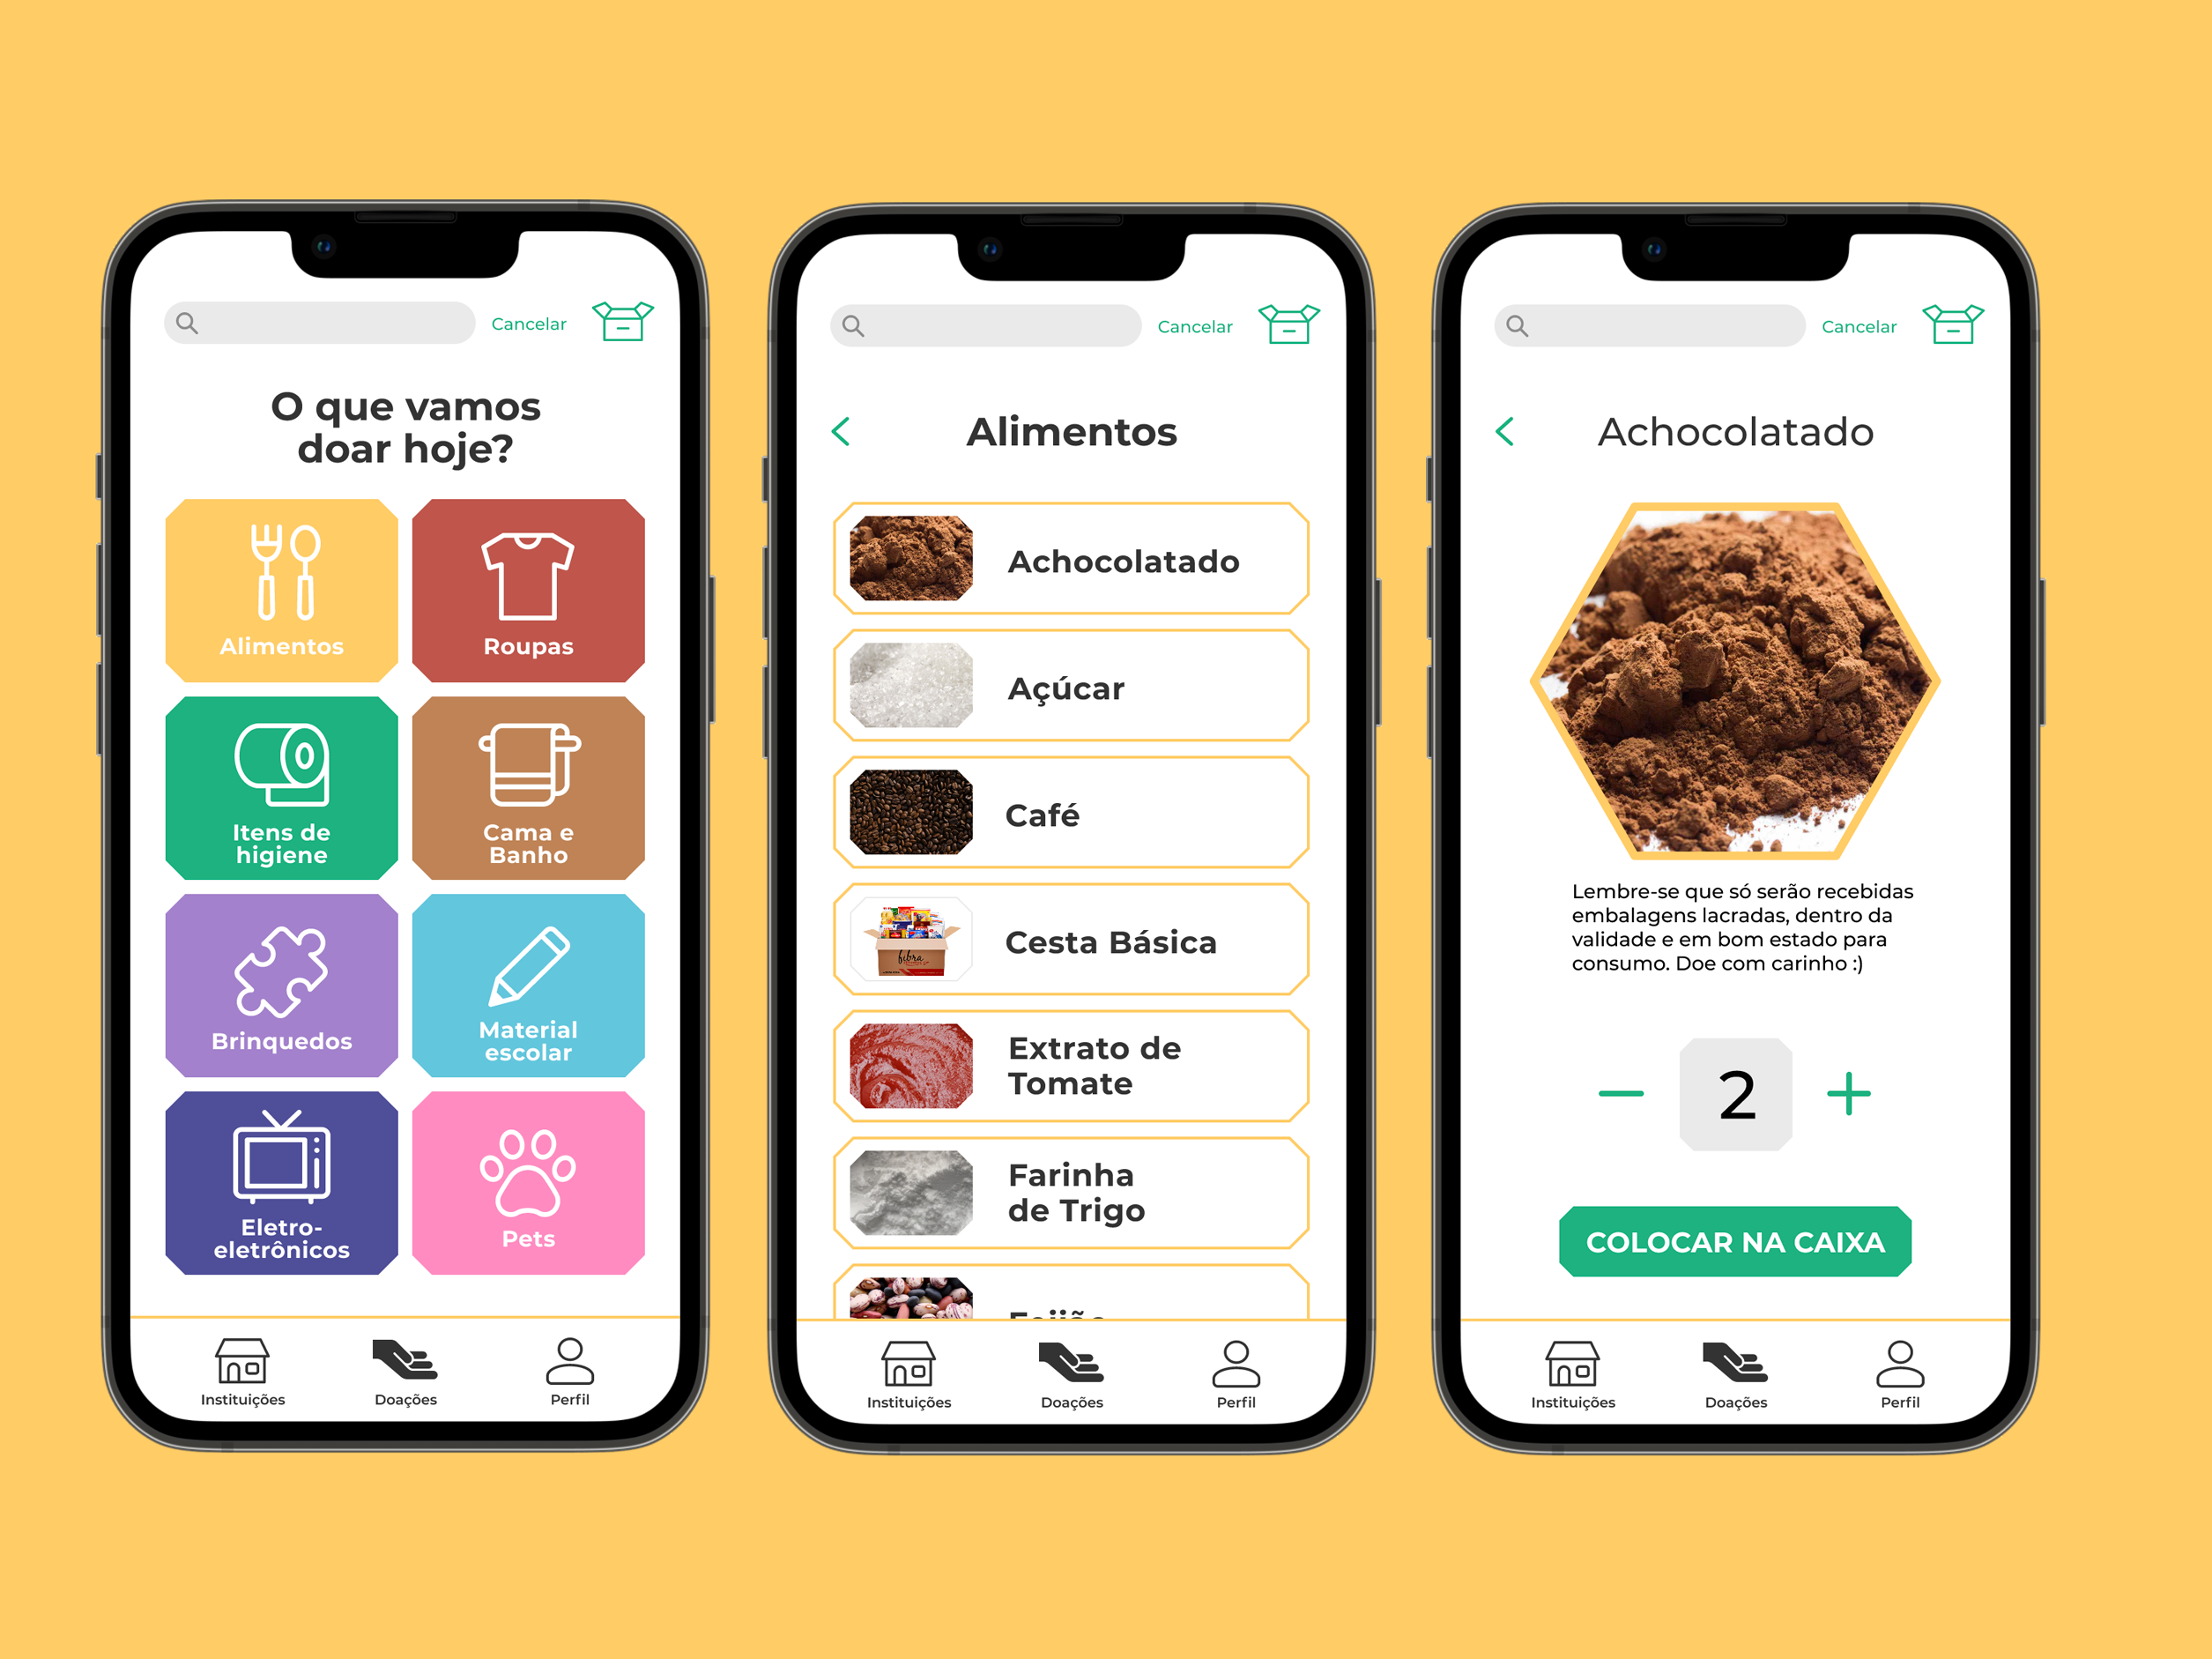 Cancelar
O que vamos
doar hoje?
Alimentos
Roupas
Itens de
higiene
Cama e
Banho
Brinquedos
Material
escolar
Eletro-
eletrônicos
Pets
Instituições
Doações
Perfil
Cancelar
Alimentos
Achocolatado
Açúcar
Café
Cesta Básica
fibra
Extrato de
Tomate
Farinha
de Trigo
Feijão
Instituições
Doações
Perfil
Cancelar
Achocolatado
Lembre-se que só serão recebidas
embalagens lacradas, dentro da
validade e em bom estado para
consumo. Doe com carinho :)
2
COLOCAR NA CAIXA
Instituições
Doações
Perfil